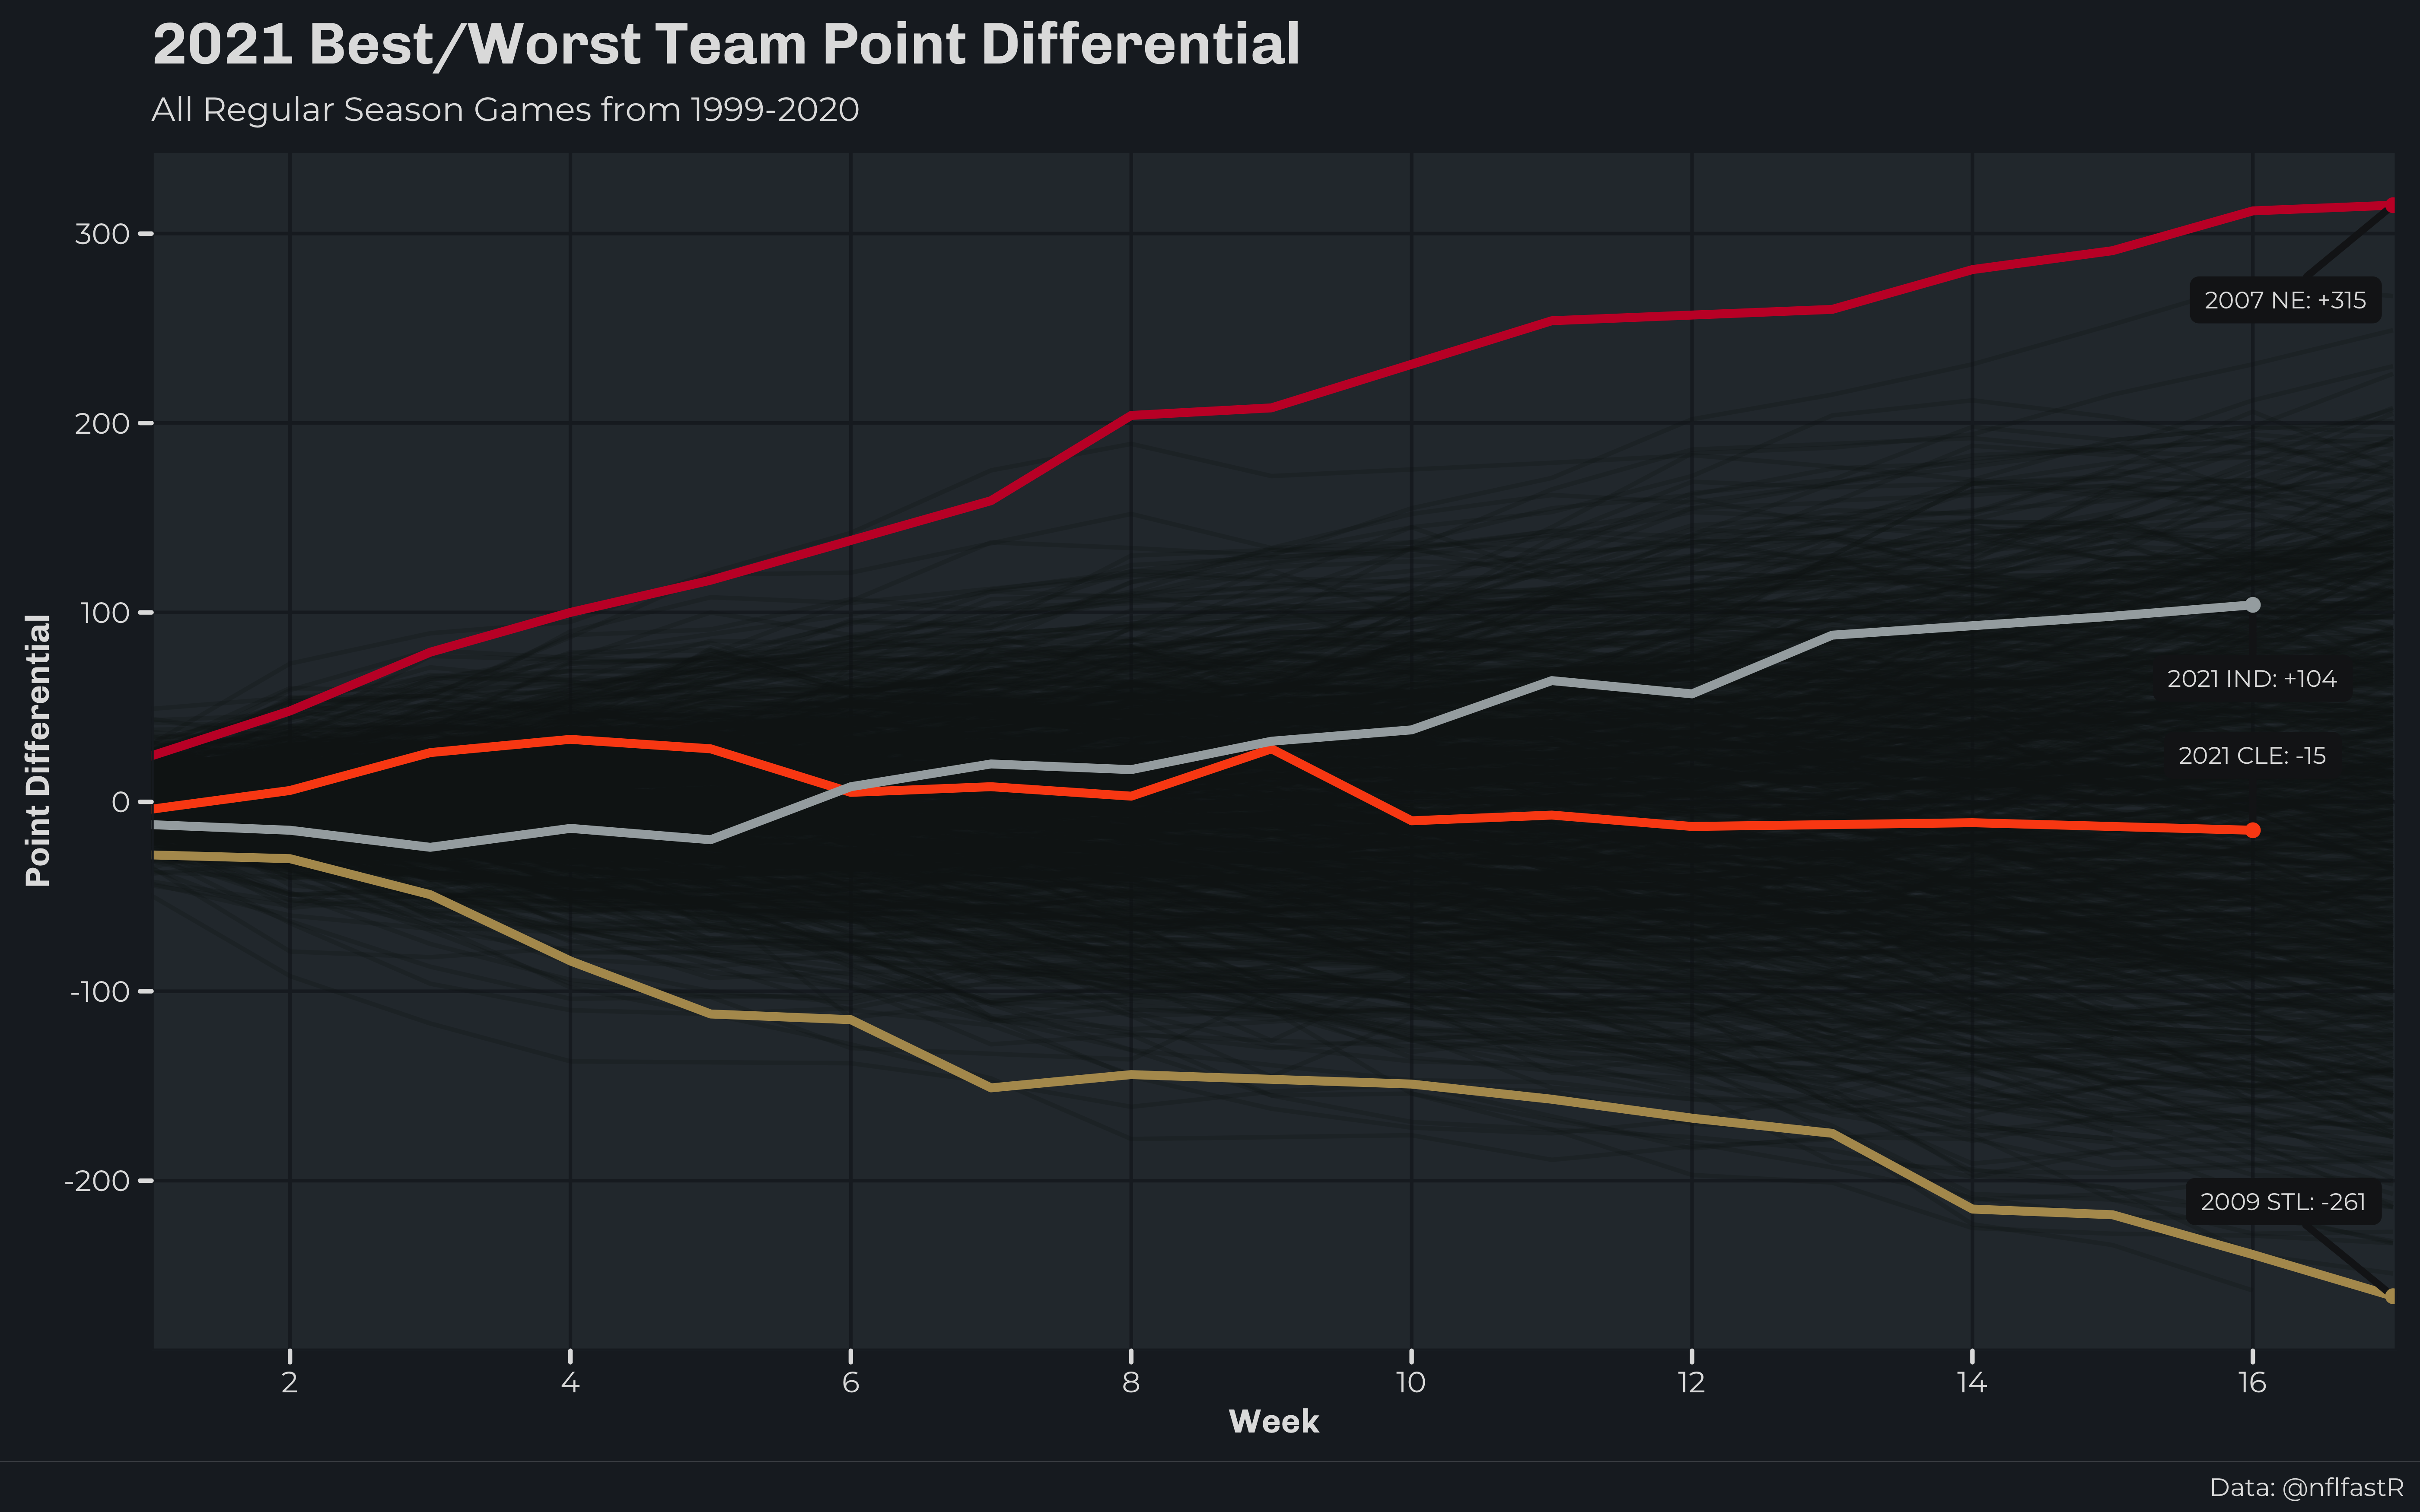 2021 Best/Worst Team Point Differential
All Regular Season Games from 1999-2020
Point Differential
300
200
100
0
-100
-200
2007 NE: +315
2021 IND: +104
2021 CLE: -15
2009 STL: -261
2 4 6 8 10 12 14 16
Week
Data: @nflfastR